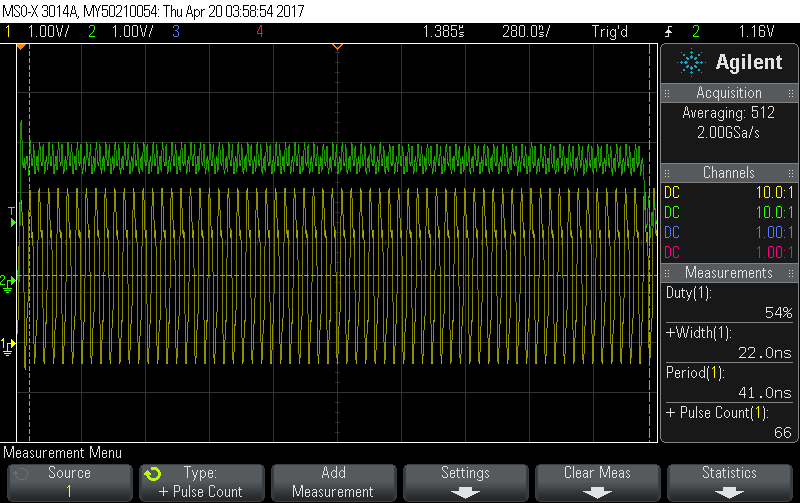 MSO-X 3014A, MY50210054: Thu Apr 20 03:58:54 2017
1 1.00V/ 2 1.00V/ 3 4 1.385µs 280.0ns/ Trig'd 2 1.16V
Agilent
Acquisition
Averaging: 512
2.00GSa/s
Channels
DC 10.0:1
DC 10.0:1
DC 1.00:1
DC 1.00:1
Measurements
Duty(1):
54%
+Width(1):
22.0ns
Period(1):
41.0ns
+ Pulse Count(1):
66
T
2
1
Measurement Menu
Source
1
Type:
+ Pulse Count
Add
Measurement
Settings
Clear Meas
Statistics